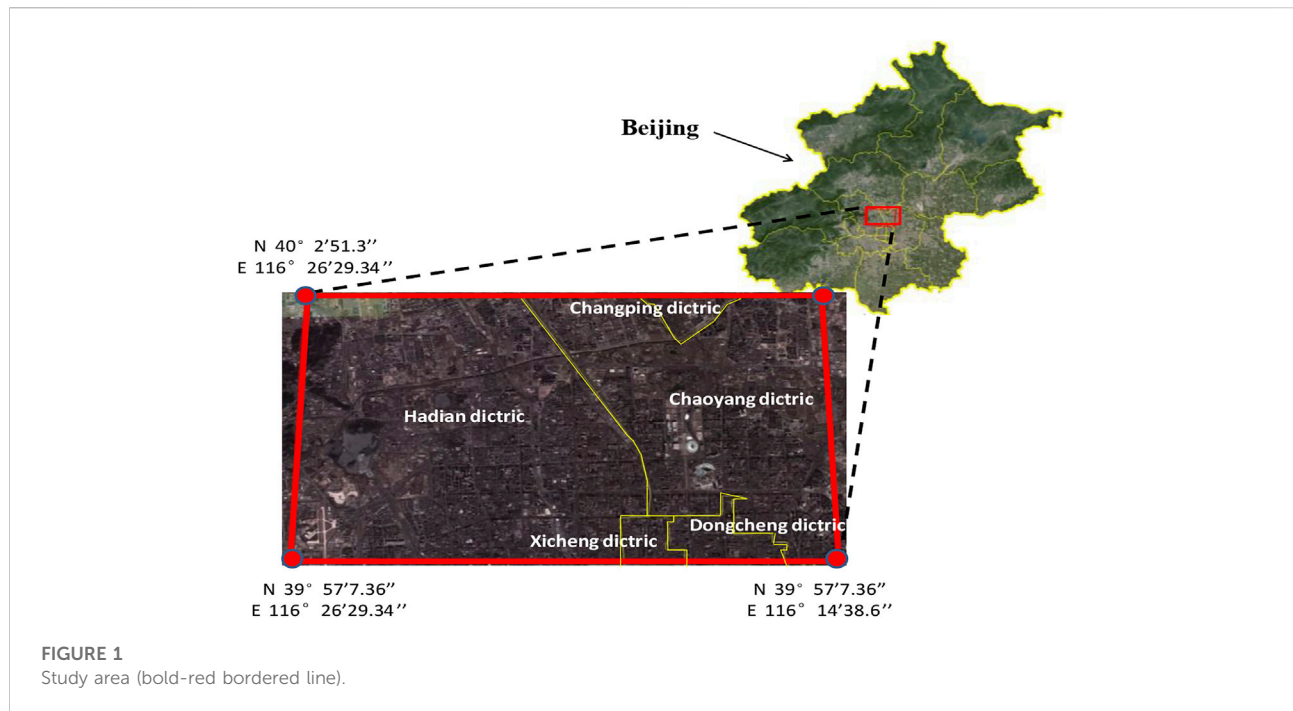 Beijing
N 40° 2’51.3’’
E 116° 26’29.34’’
Changping dictric
Chaoyang dictric
Hadian dictric
Dongcheng dictric
Xicheng dictric
N 39° 57’7.36’’
E 116° 26’29.34’’
N 39° 57’7.36’’
E 116° 14’38.6’’
FIGURE 1
Study area (bold-red bordered line).